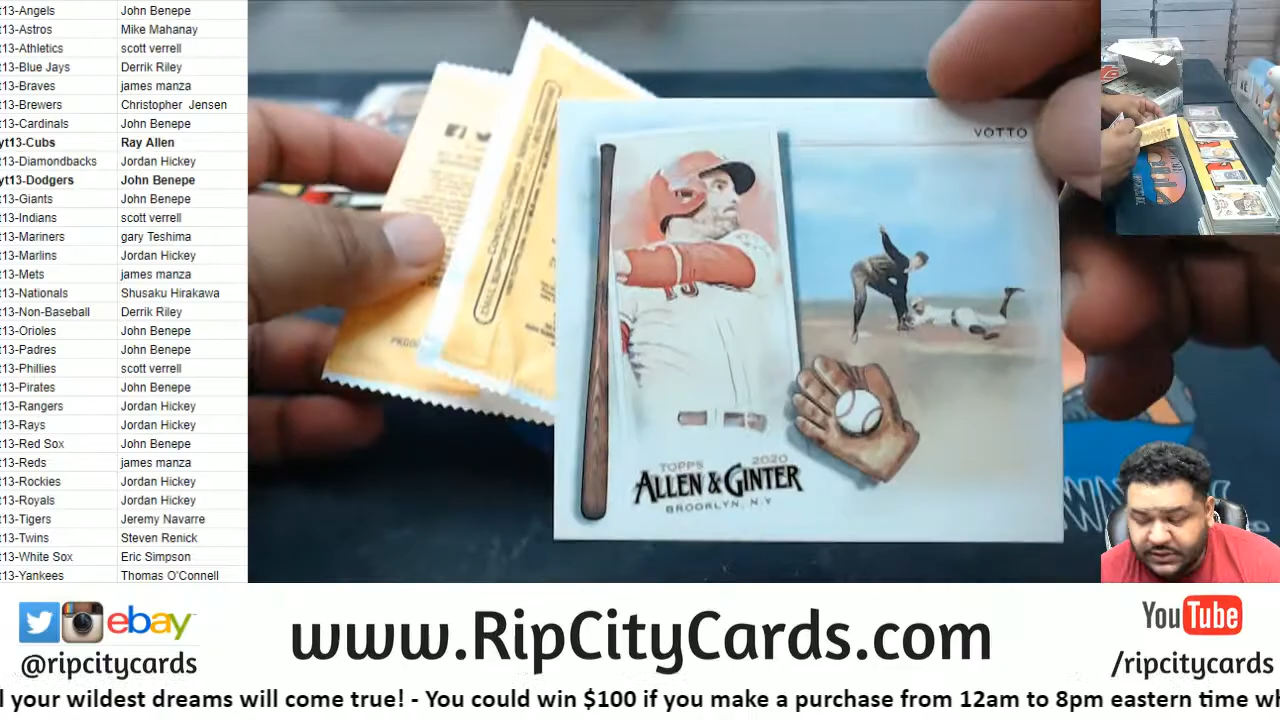 t13-Angels John Benepe
t13-Astros Mike Mahanay
t13-Athletics scott verrell
t13-Blue Jays Derrik Riley
t13-Braves james manza
t13-Brewers Christopher Jensen
t13-Cardinals John Benepe
yt13-Cubs Ray Allen
t13-Diamondbacks Jordan Hickey
yt13-Dodgers John Benepe
t13-Giants John Benepe
t13-Indians scott verrell
t13-Mariners gary Teshima
t13-Marlins Jordan Hickey
t13-Mets james manza
t13-Nationals Shusaku Hirakawa
t13-Non-Baseball Derrik Riley
t13-Orioles John Benepe
t13-Padres John Benepe
t13-Phillies scott verrell
t13-Pirates John Benepe
t13-Rangers Jordan Hickey
t13-Rays Jordan Hickey
t13-Red Sox John Benepe
t13-Reds james manza
t13-Rockies Jordan Hickey
t13-Royals Jordan Hickey
t13-Tigers Jeremy Navarre
t13-Twins Steven Renick
t13-White Sox Eric Simpson
t13-Yankees Thomas O'Connell
VOTTO
TOPPS 2020
ALLEN & GINTER
BROOKLYN, N.Y
ebay
@ripcitycards
www.RipCityCards.com
YouTube
/ripcitycards
l your wildest dreams will come true! - You could win $100 if you make a purchase from 12am to 8pm eastern time wh